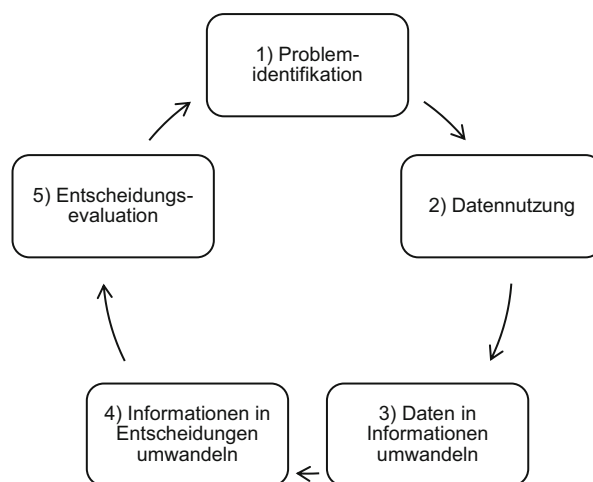 1) Problem-
identifikation
2) Datennutzung
3) Daten in
Informationen
umwandeln
4) Informationen in
Entscheidungen
umwandeln
5) Entscheidungs-
evaluation